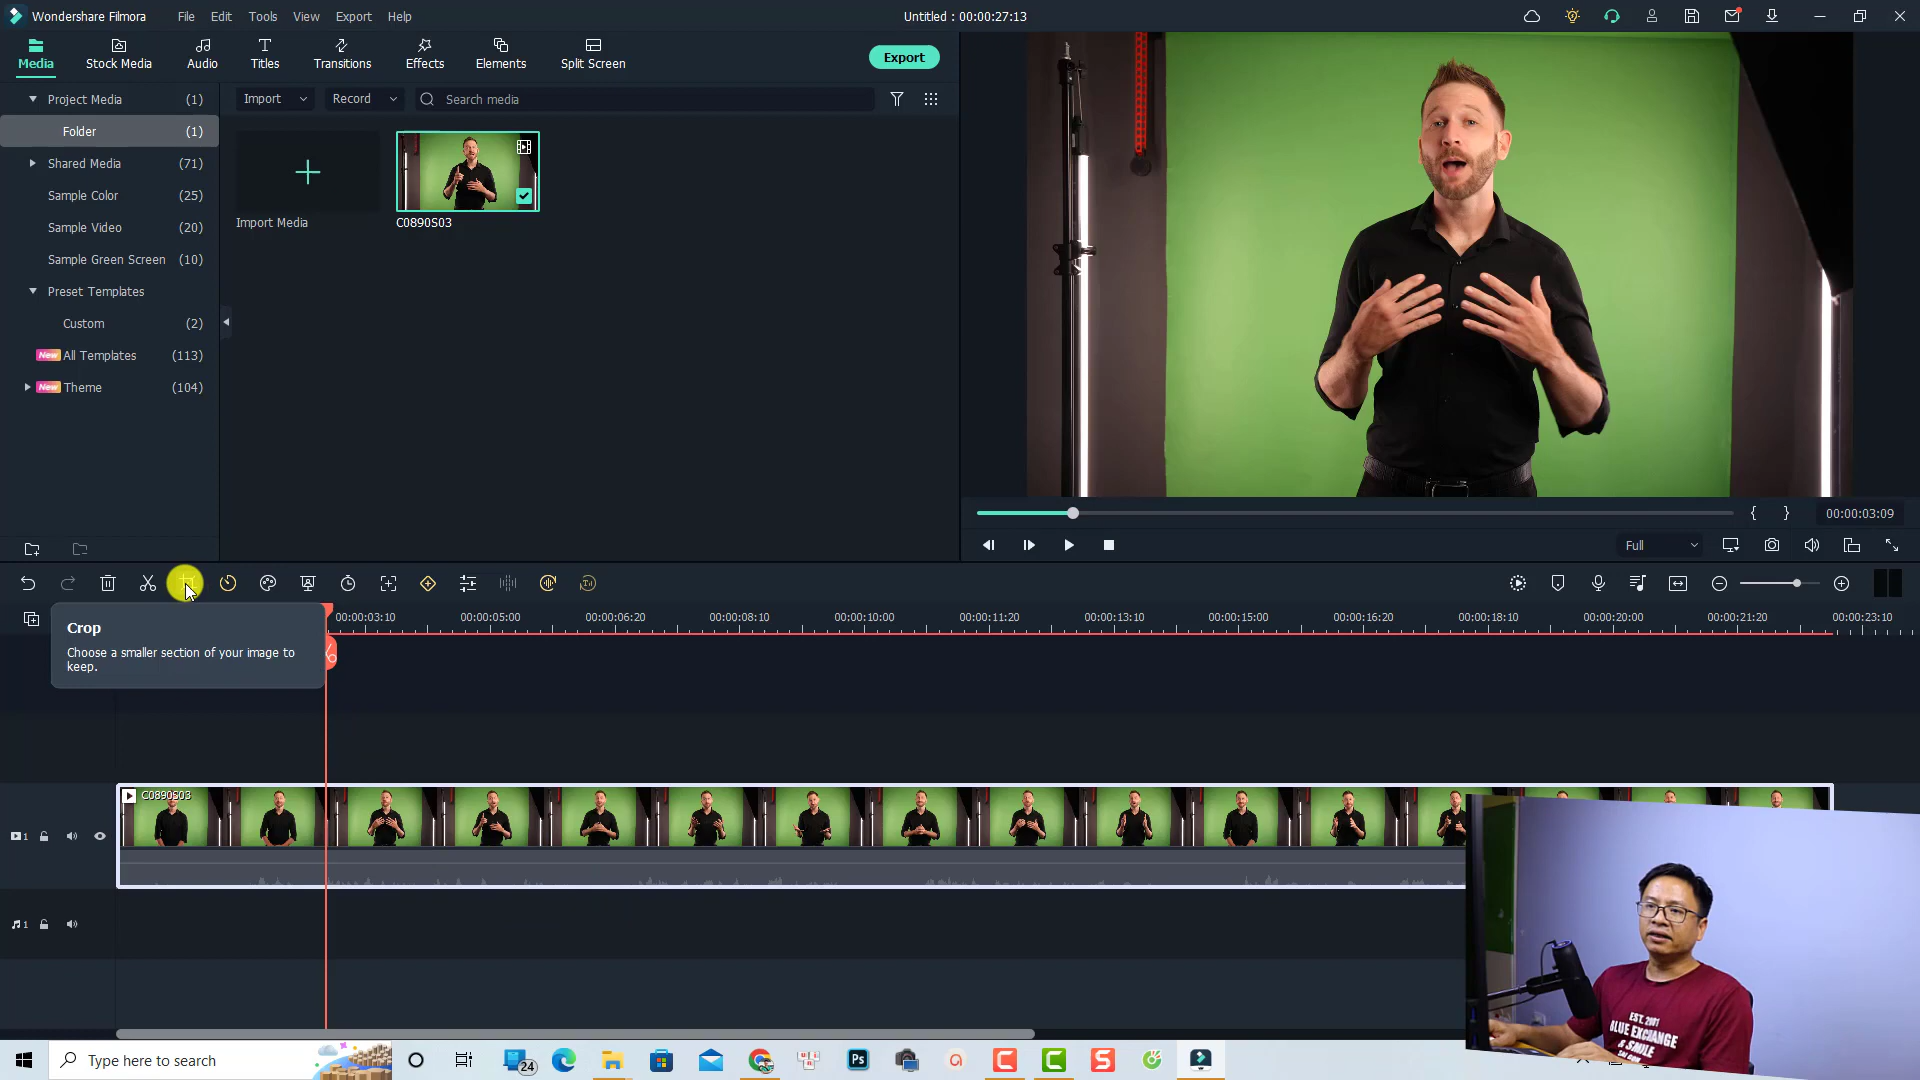 Wondershare Filmora
File Edit Tools View Export Help
Untitled : 00:00:27:13
Media
Stock Media
Audio
Titles
Transitions
Effects
Elements
Split Screen
Export
Project Media (1)
Folder (1)
Shared Media (71)
Sample Color (25)
Sample Video (20)
Sample Green Screen (10)
Preset Templates
Custom (2)
New All Templates (113)
New Theme (104)
Import
Record
Search media
Import Media
C0890S03
00:00:03:09
Full
Crop
Choose a smaller section of your image to
keep.
00:00:03:10 00:00:05:00 00:00:06:20 00:00:08:10 00:00:10:00 00:00:11:20 00:00:13:10 00:00:15:00 00:00:16:20 00:00:18:10 00:00:20:00 00:00:21:20 00:00:23:10
C0890S03
1
1
EST. 2001
BLUE EXCHANGE
& SMILE
Type here to search
24
Ps